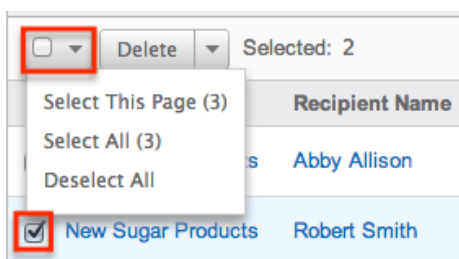 Delete Selected: 2
Select This Page (3)
Recipient Name
Select All (3)
s Abby Allison
Deselect All
New Sugar Products Robert Smith